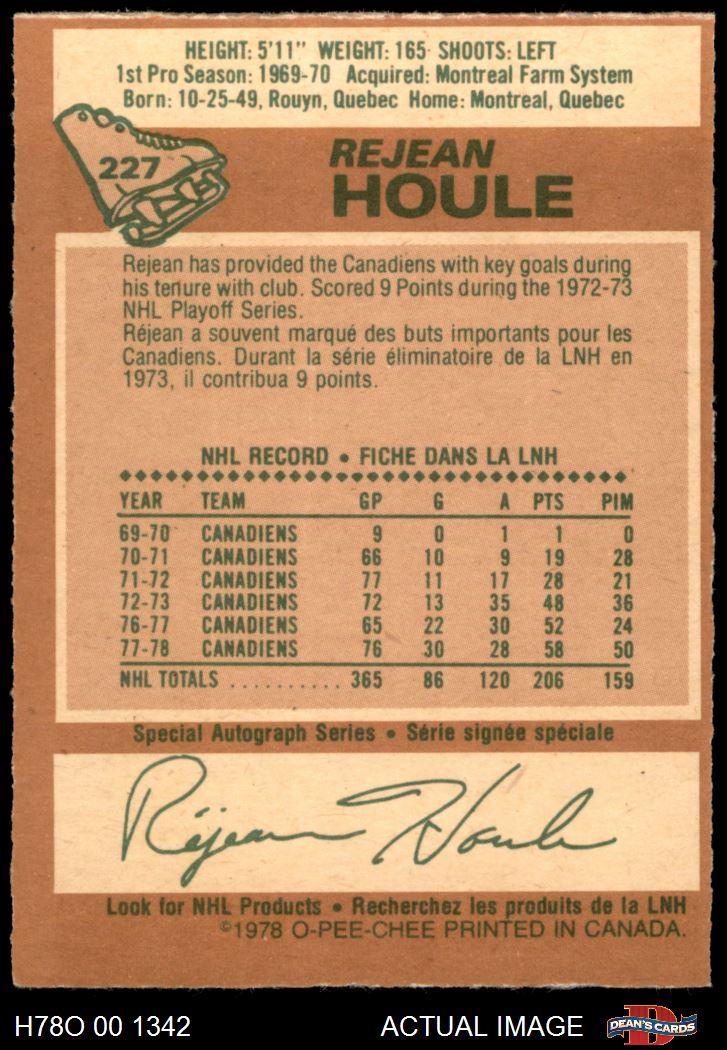 HEIGHT: 5'11" WEIGHT: 165 SHOOTS: LEFT
1st Pro Season: 1969-70 Acquired: Montreal Farm System
Born: 10-25-49, Rouyn, Quebec Home: Montreal, Quebec
227
REJEAN
HOULE
Rejean has provided the Canadiens with key goals during
his tenure with club. Scored 9 Points during the 1972-73
NHL Playoff Series.
Réjean a souvent marqué des buts importants pour les
Canadiens. Durant la série éliminatoire de la LNH en
1973, il contribua 9 points.
NHL RECORD • FICHE DANS LA LNH
YEAR TEAM GP G A PTS PIM
69-70 CANADIENS 9 0 1 1 0
70-71 CANADIENS 66 10 9 19 28
71-72 CANADIENS 77 11 17 28 21
72-73 CANADIENS 72 13 35 48 36
76-77 CANADIENS 65 22 30 52 24
77-78 CANADIENS 76 30 28 58 50
NHL TOTALS .......... 365 86 120 206 159
Special Autograph Series • Série signée spéciale
Réjean Houle
Look for NHL Products • Recherchez les produits de la LNH
©1978 O-PEE-CHEE PRINTED IN CANADA.
H78O 00 1342 ACTUAL IMAGE DEAN'S CARDS